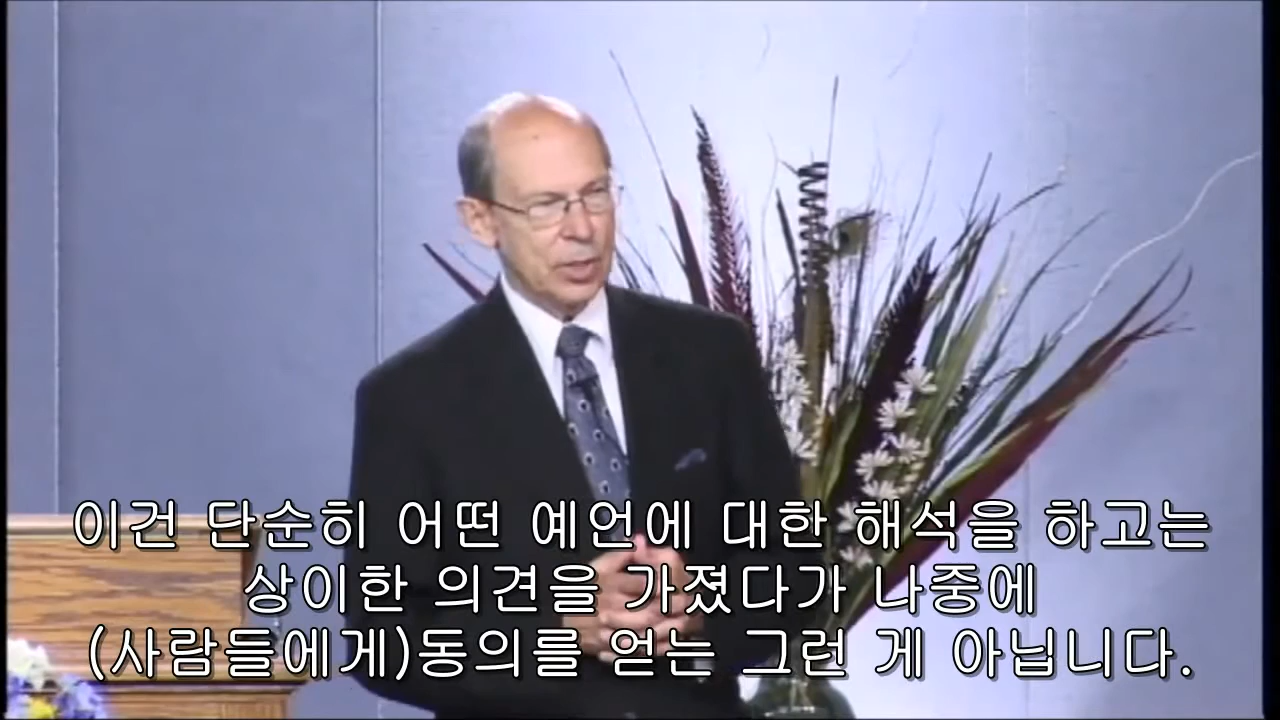 이건 단순히 어떤 예언에 대한 해석을 하고는
상이한 의견을 가졌다가 나중에
(사람들에게)동의를 얻는 그런 게 아닙니다.